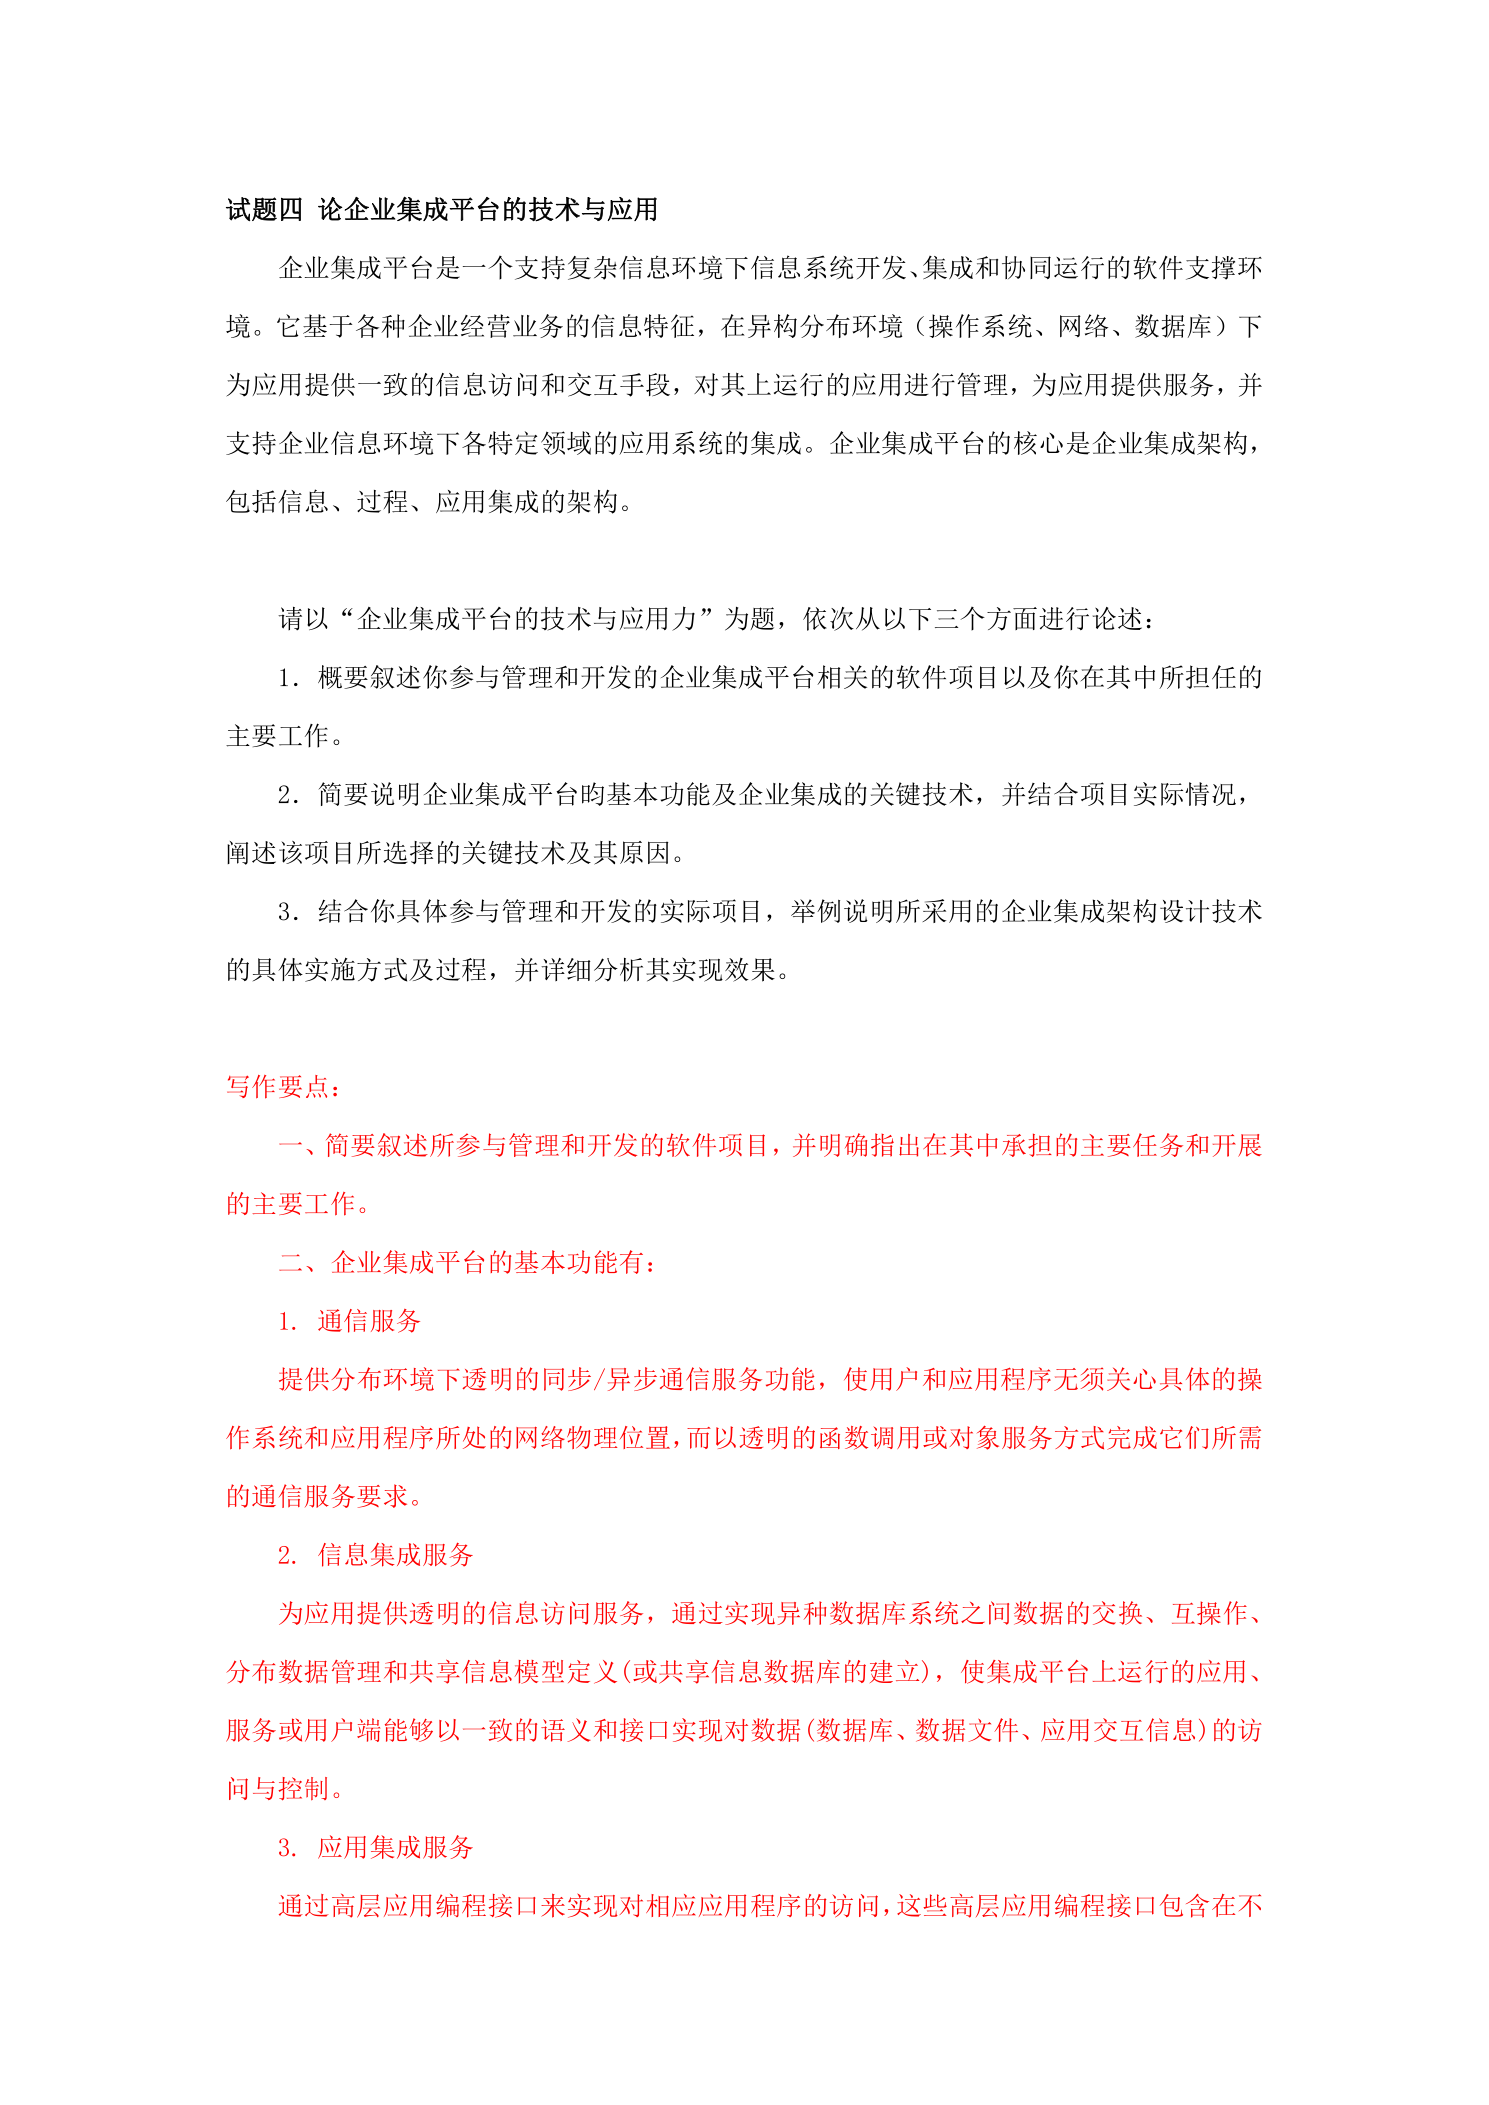 试题四 论企业集成平台的技术与应用
企业集成平台是一个支持复杂信息环境下信息系统开发、集成和协同运行的软件支撑环
境。它基于各种企业经营业务的信息特征，在异构分布环境（操作系统、网络、数据库）下
为应用提供一致的信息访问和交互手段，对其上运行的应用进行管理，为应用提供服务，并
支持企业信息环境下各特定领域的应用系统的集成。企业集成平台的核心是企业集成架构，
包括信息、过程、应用集成的架构。
请以“企业集成平台的技术与应用力”为题，依次从以下三个方面进行论述：
1．概要叙述你参与管理和开发的企业集成平台相关的软件项目以及你在其中所担任的
主要工作。
2．简要说明企业集成平台昀基本功能及企业集成的关键技术，并结合项目实际情况，
阐述该项目所选择的关键技术及其原因。
3．结合你具体参与管理和开发的实际项目，举例说明所采用的企业集成架构设计技术
的具体实施方式及过程，并详细分析其实现效果。
写作要点：
一、简要叙述所参与管理和开发的软件项目，并明确指出在其中承担的主要任务和开展
的主要工作。
二、企业集成平台的基本功能有：
1. 通信服务
提供分布环境下透明的同步/异步通信服务功能，使用户和应用程序无须关心具体的操
作系统和应用程序所处的网络物理位置，而以透明的函数调用或对象服务方式完成它们所需
的通信服务要求。
2. 信息集成服务
为应用提供透明的信息访问服务，通过实现异种数据库系统之间数据的交换、互操作、
分布数据管理和共享信息模型定义(或共享信息数据库的建立)，使集成平台上运行的应用、
服务或用户端能够以一致的语义和接口实现对数据(数据库、数据文件、应用交互信息)的访
问与控制。
3. 应用集成服务
通过高层应用编程接口来实现对相应应用程序的访问，这些高层应用编程接口包含在不